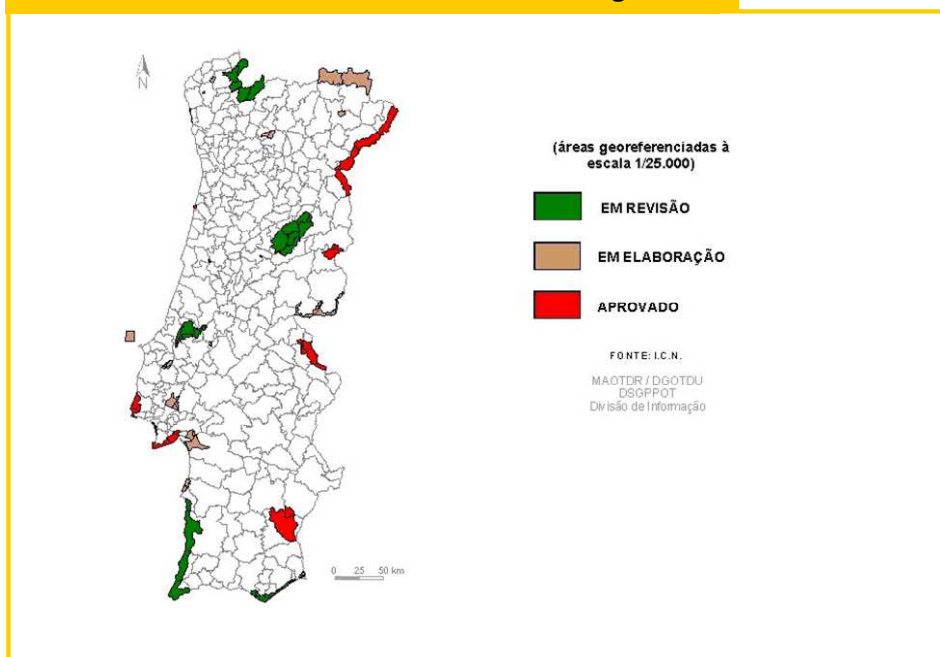 N
(áreas georeferenciadas à
escala 1/25.000)
EM REVISÃO
EM ELABORAÇÃO
APROVADO
FONTE: I.C.N.
MAOTDR / DGOTDU
DSGPPOT
Divisão de Informação
0 25 50 km